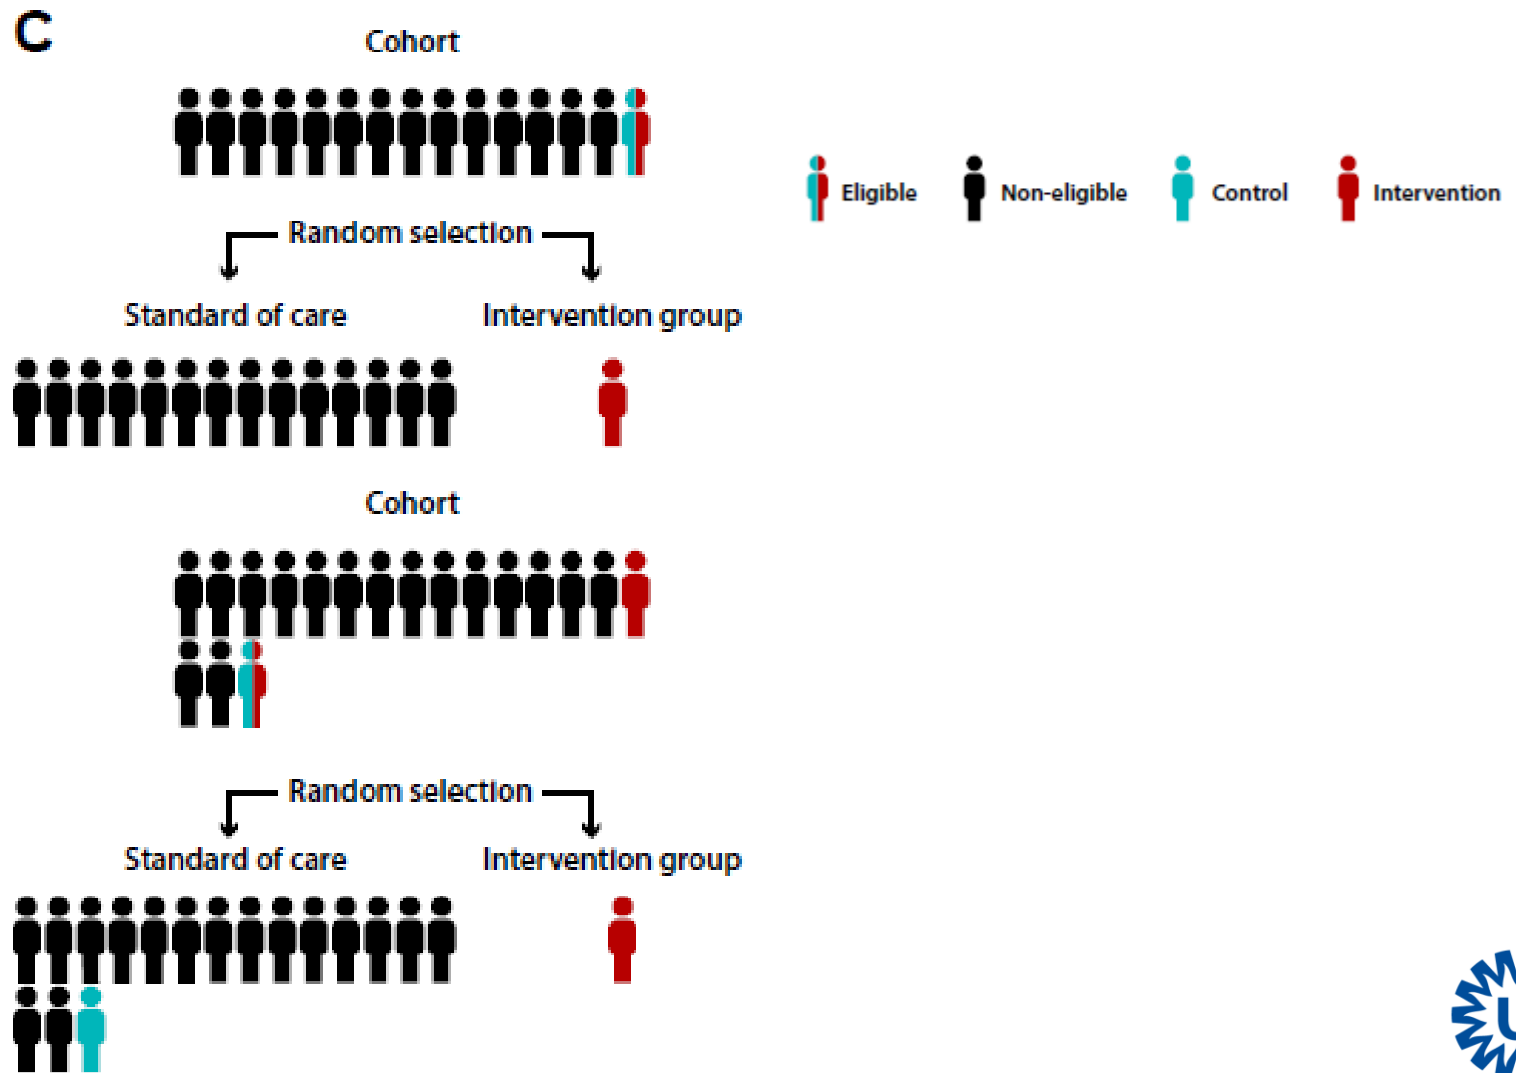 C
Cohort
Eligible Non-eligible Control Intervention
Random selection
Standard of care Intervention group
Cohort
Random selection
Standard of care Intervention group
U